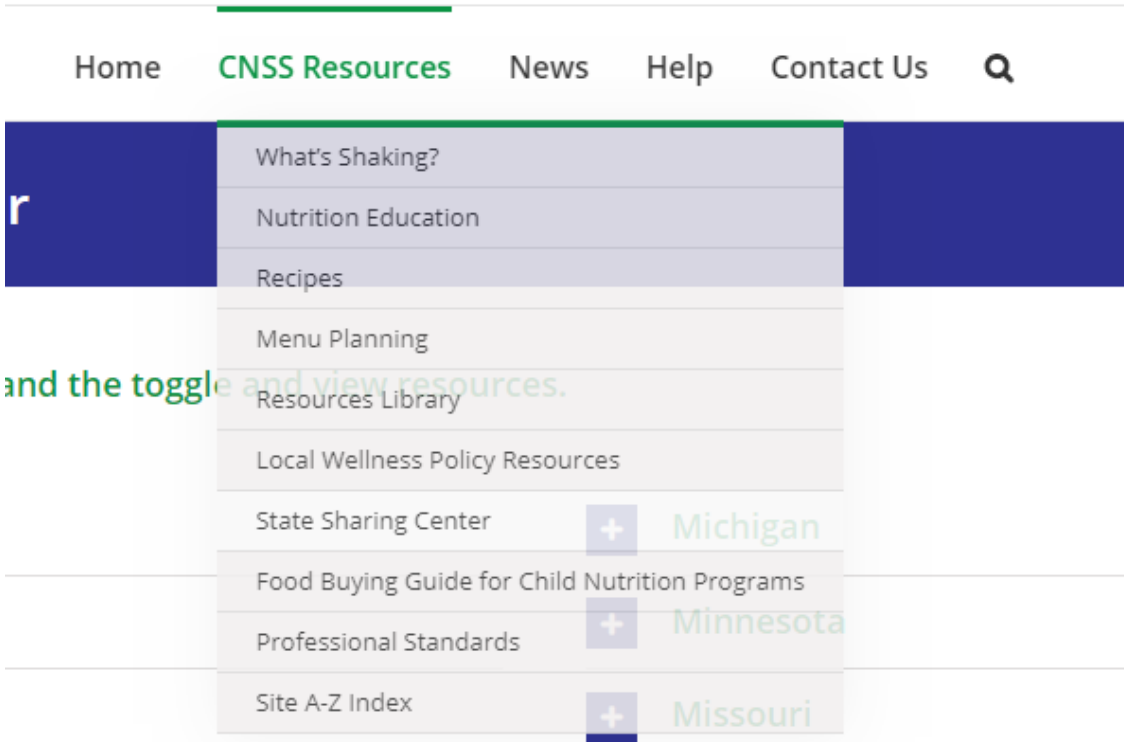 Home CNSS Resources News Help Contact Us
r
What's Shaking?
Nutrition Education
Recipes
Menu Planning
and the toggle and view resources.
Resources Library
Local Wellness Policy Resources
State Sharing Center
Michigan
Food Buying Guide for Child Nutrition Programs
Minnesota
Professional Standards
Site A-Z Index
Missouri